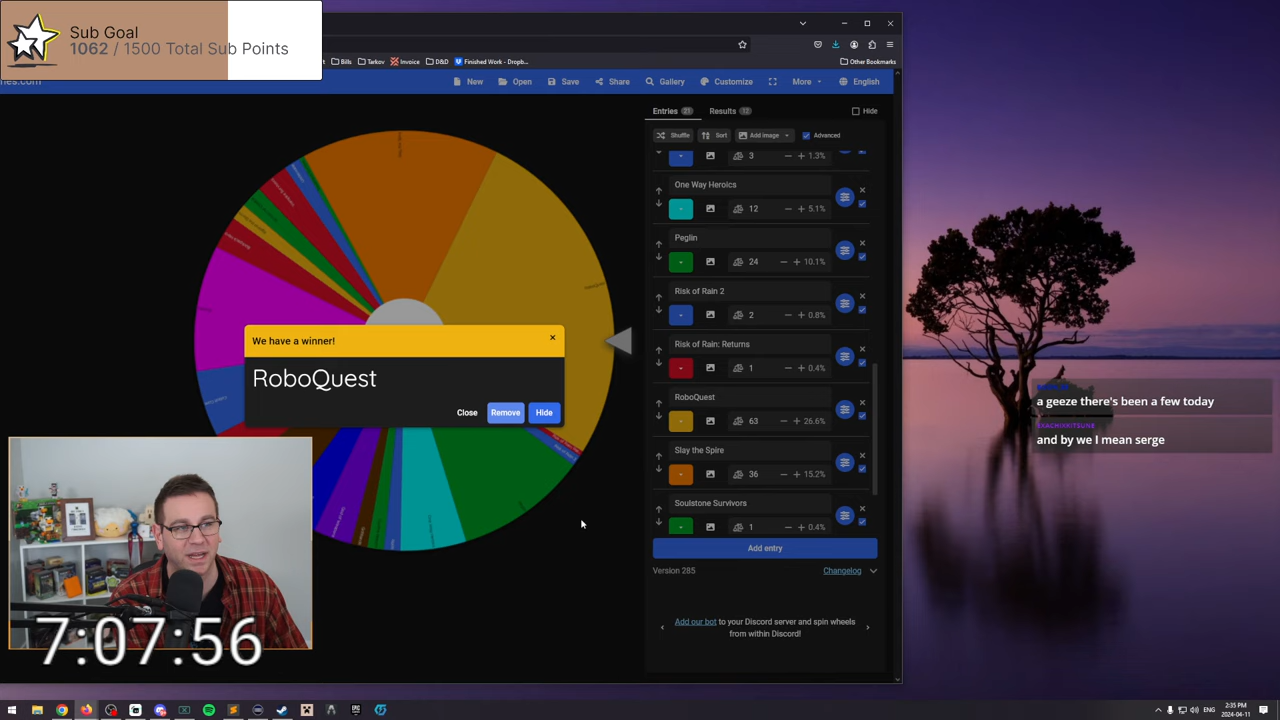 Sub Goal
1062 / 1500 Total Sub Points
Bills
Tarkov
Invoice
D&D
Finished Work – Dropb...
Other Bookmarks
New
Open
Save
Share
Gallery
Customize
More
English
Entries 21
Results 12
Hide
Shuffle
Sort
Add image
Advanced
3
1.3%
One Way Heroics
12
5.1%
Peglin
24
10.1%
Risk of Rain 2
2
0.8%
Risk of Rain: Returns
1
0.4%
RoboQuest
63
26.6%
Slay the Spire
36
15.2%
Soulstone Survivors
1
0.4%
Add entry
Version 285
Changelog
Add our bot to your Discord server and spin wheels
from within Discord!
We have a winner!
RoboQuest
Close
Remove
Hide
a geeze there's been a few today
and by we I mean serge
7:07:56
ENG
2:35 PM
2024-04-11